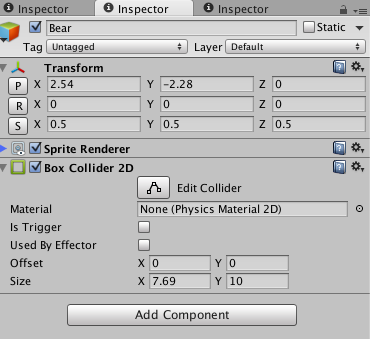 Inspector Inspector Inspector
Bear Static
Tag Untagged Layer Default
Transform
P X 2.54 Y -2.28 Z 0
R X 0 Y 0 Z 0
S X 0.5 Y 0.5 Z 0.5
Sprite Renderer
Box Collider 2D
Edit Collider
Material None (Physics Material 2D)
Is Trigger
Used By Effector
Offset X 0 Y 0
Size X 7.69 Y 10
Add Component